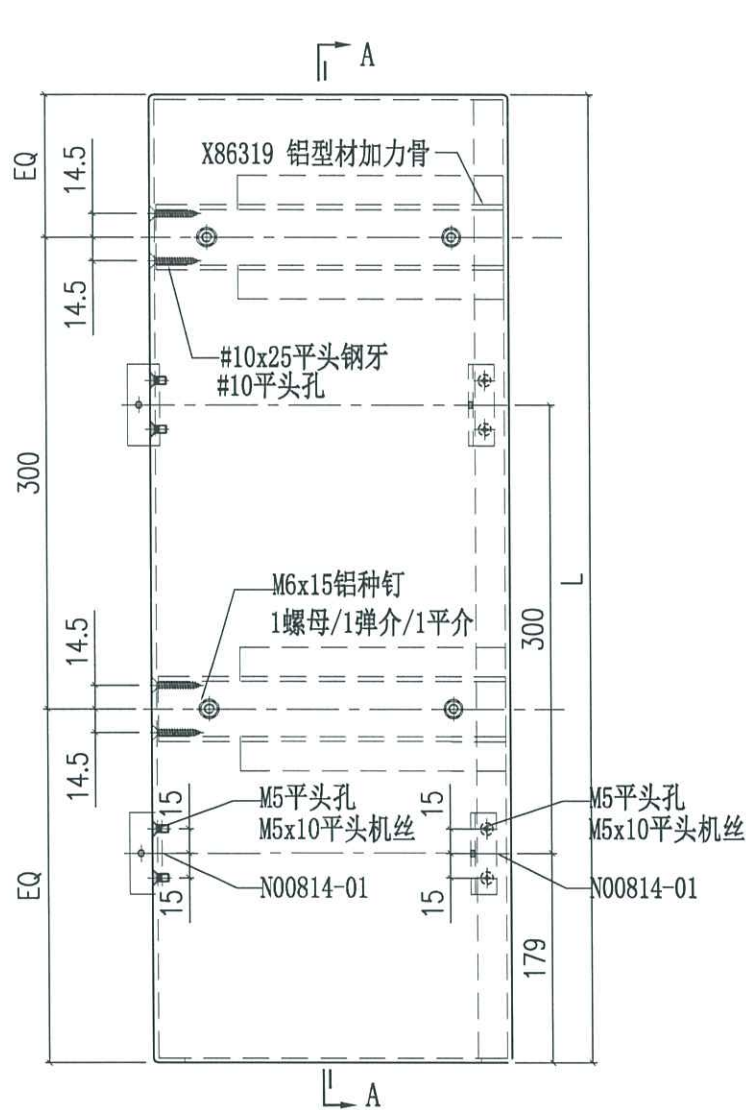 A
EQ
14.5
X86319 铝型材加力骨
14.5
#10x25平头钢牙
#10平头孔
300
M6x15铝种钉
1螺母/1弹介/1平介
L
300
14.5
14.5
15
M5平头孔
M5x10平头机丝
15
M5平头孔
M5x10平头机丝
EQ
15
N00814-01
15
N00814-01
179
A